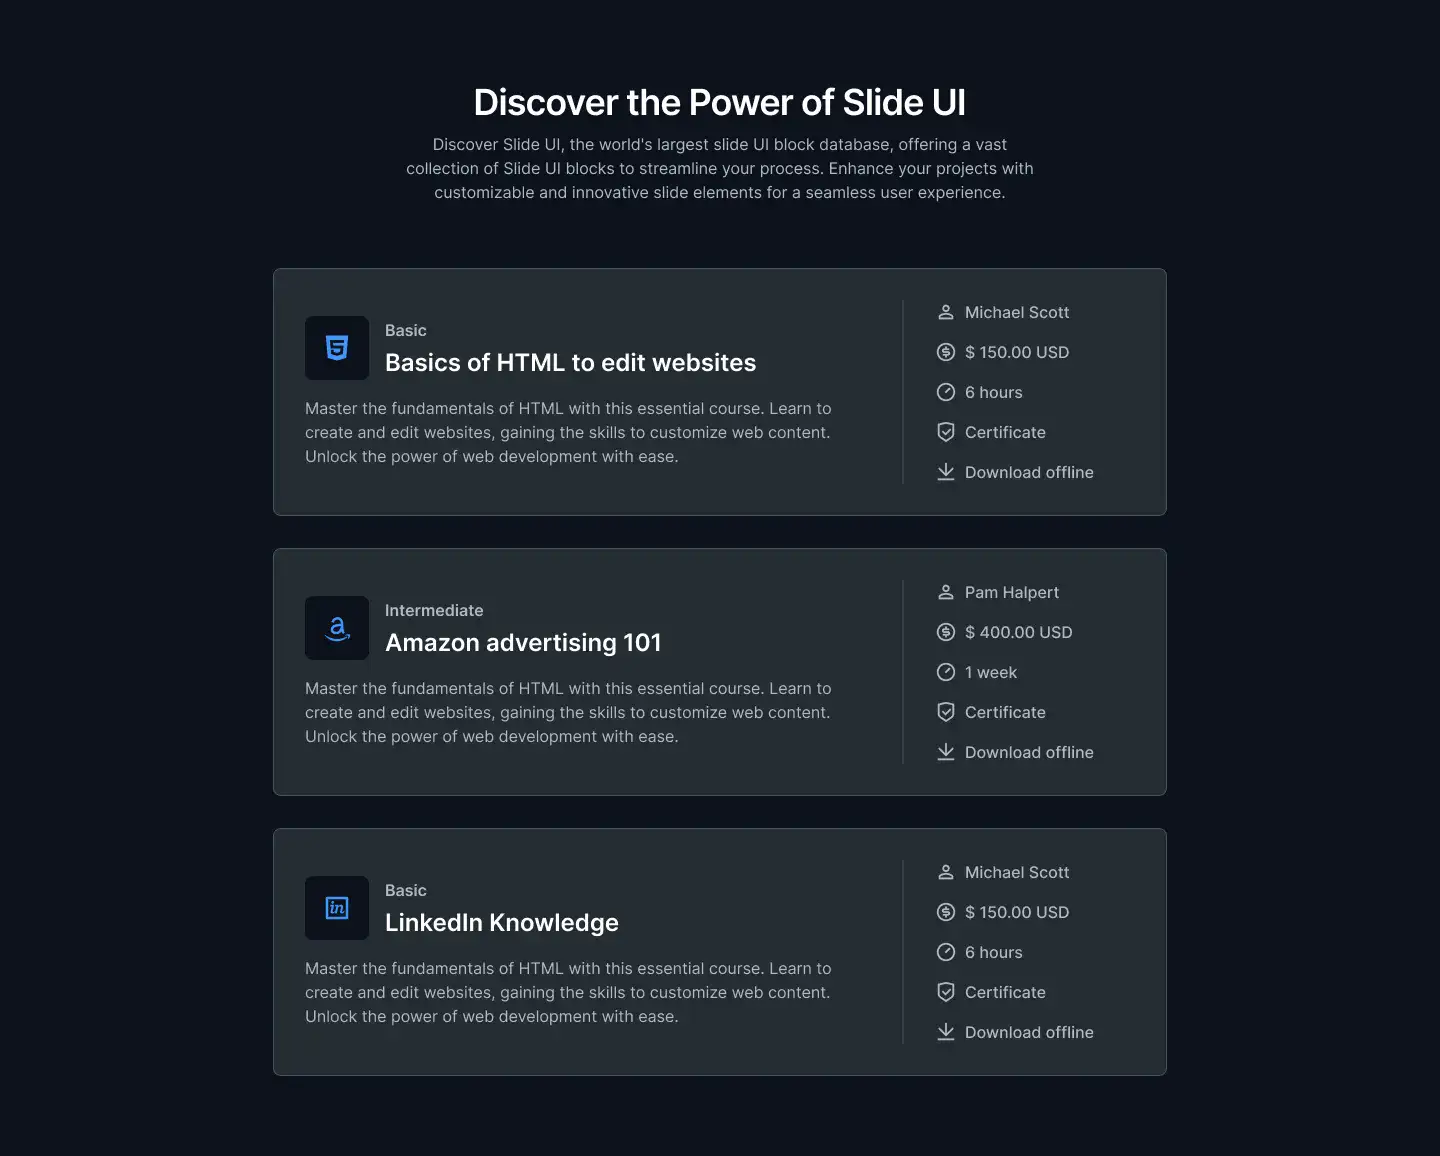 Discover the Power of Slide UI
Discover Slide UI, the world's largest slide UI block database, offering a vast
collection of Slide UI blocks to streamline your process. Enhance your projects with
customizable and innovative slide elements for a seamless user experience.
Basic
Basics of HTML to edit websites
Master the fundamentals of HTML with this essential course. Learn to
create and edit websites, gaining the skills to customize web content.
Unlock the power of web development with ease.
Michael Scott
$ 150.00 USD
6 hours
Certificate
Download offline
Intermediate
Amazon advertising 101
Master the fundamentals of HTML with this essential course. Learn to
create and edit websites, gaining the skills to customize web content.
Unlock the power of web development with ease.
Pam Halpert
$ 400.00 USD
1 week
Certificate
Download offline
in
Basic
LinkedIn Knowledge
Master the fundamentals of HTML with this essential course. Learn to
create and edit websites, gaining the skills to customize web content.
Unlock the power of web development with ease.
Michael Scott
$ 150.00 USD
6 hours
Certificate
Download offline